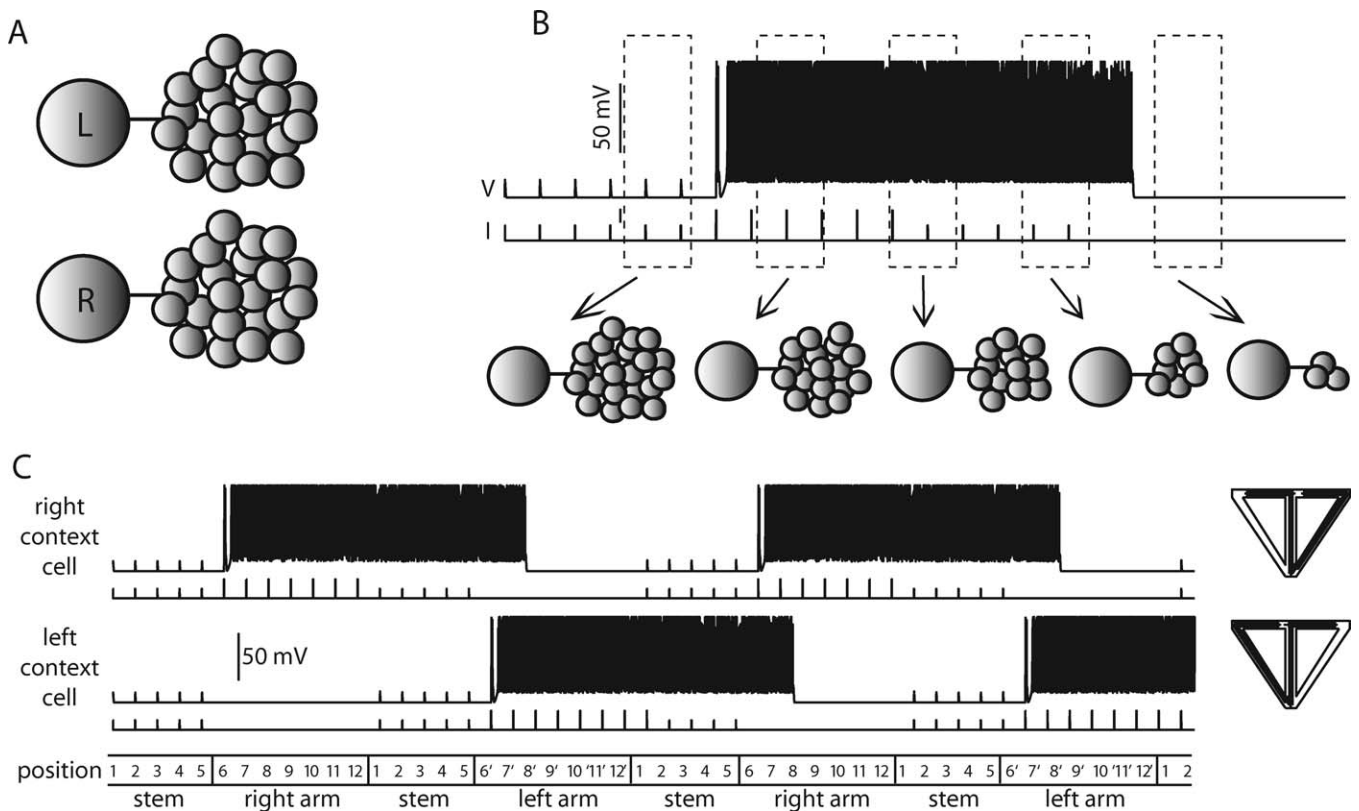 A
L
R
B
50 mV
V
I
C
right
context
cell
left
context
cell
50 mV
position 1 2 3 4 5 6 7 8 9 10 11 12 1 2 3 4 5 6' 7' 8' 9' 10 '11' 12' 1 2 3 4 5 6 7 8 9 10 11 12 1 2 3 4 5 6' 7' 8' 9' 10 '11' 12' 1 2
stem right arm stem left arm stem right arm stem left arm